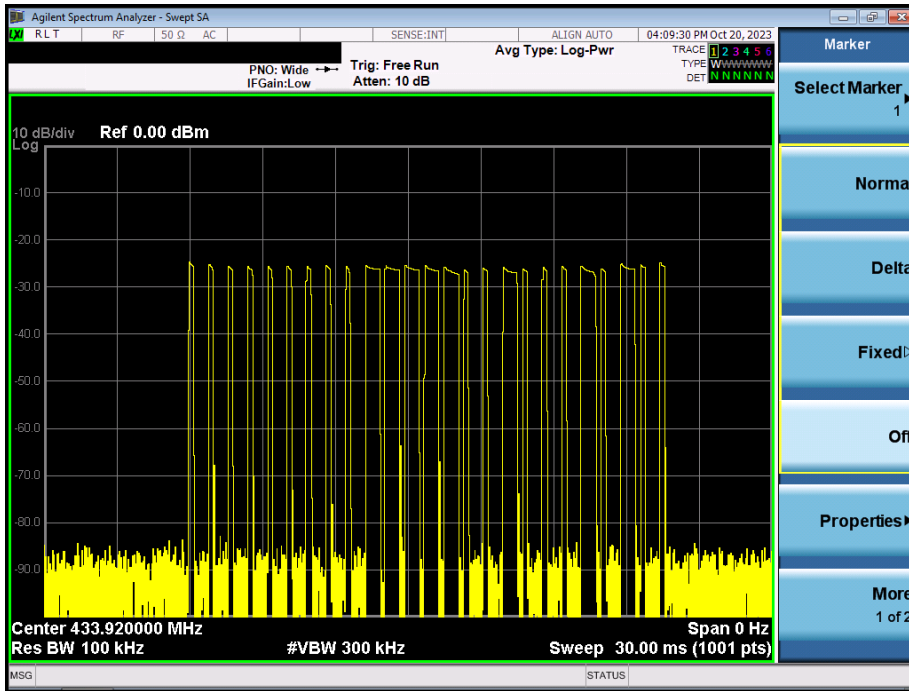 Agilent Spectrum Analyzer - Swept SA
LXI RLT RF 50 Ω AC SENSE:INT ALIGN AUTO 04:09:30 PM Oct 20, 2023
Avg Type: Log-Pwr
TRACE 1 2 3 4 5 6
PNO: Wide Trig: Free Run
TYPE WWWWWW
IFGain:Low Atten: 10 dB
DET N N N N N N
10 dB/div Ref 0.00 dBm
Log
-10.0
-20.0
-30.0
-40.0
-50.0
-60.0
-70.0
-80.0
-90.0
Center 433.920000 MHz Span 0 Hz
Res BW 100 kHz #VBW 300 kHz Sweep 30.00 ms (1001 pts)
MSG STATUS
Marker
Select Marker
1
Norma
Delta
Fixed
Off
Properties
More
1 of 2